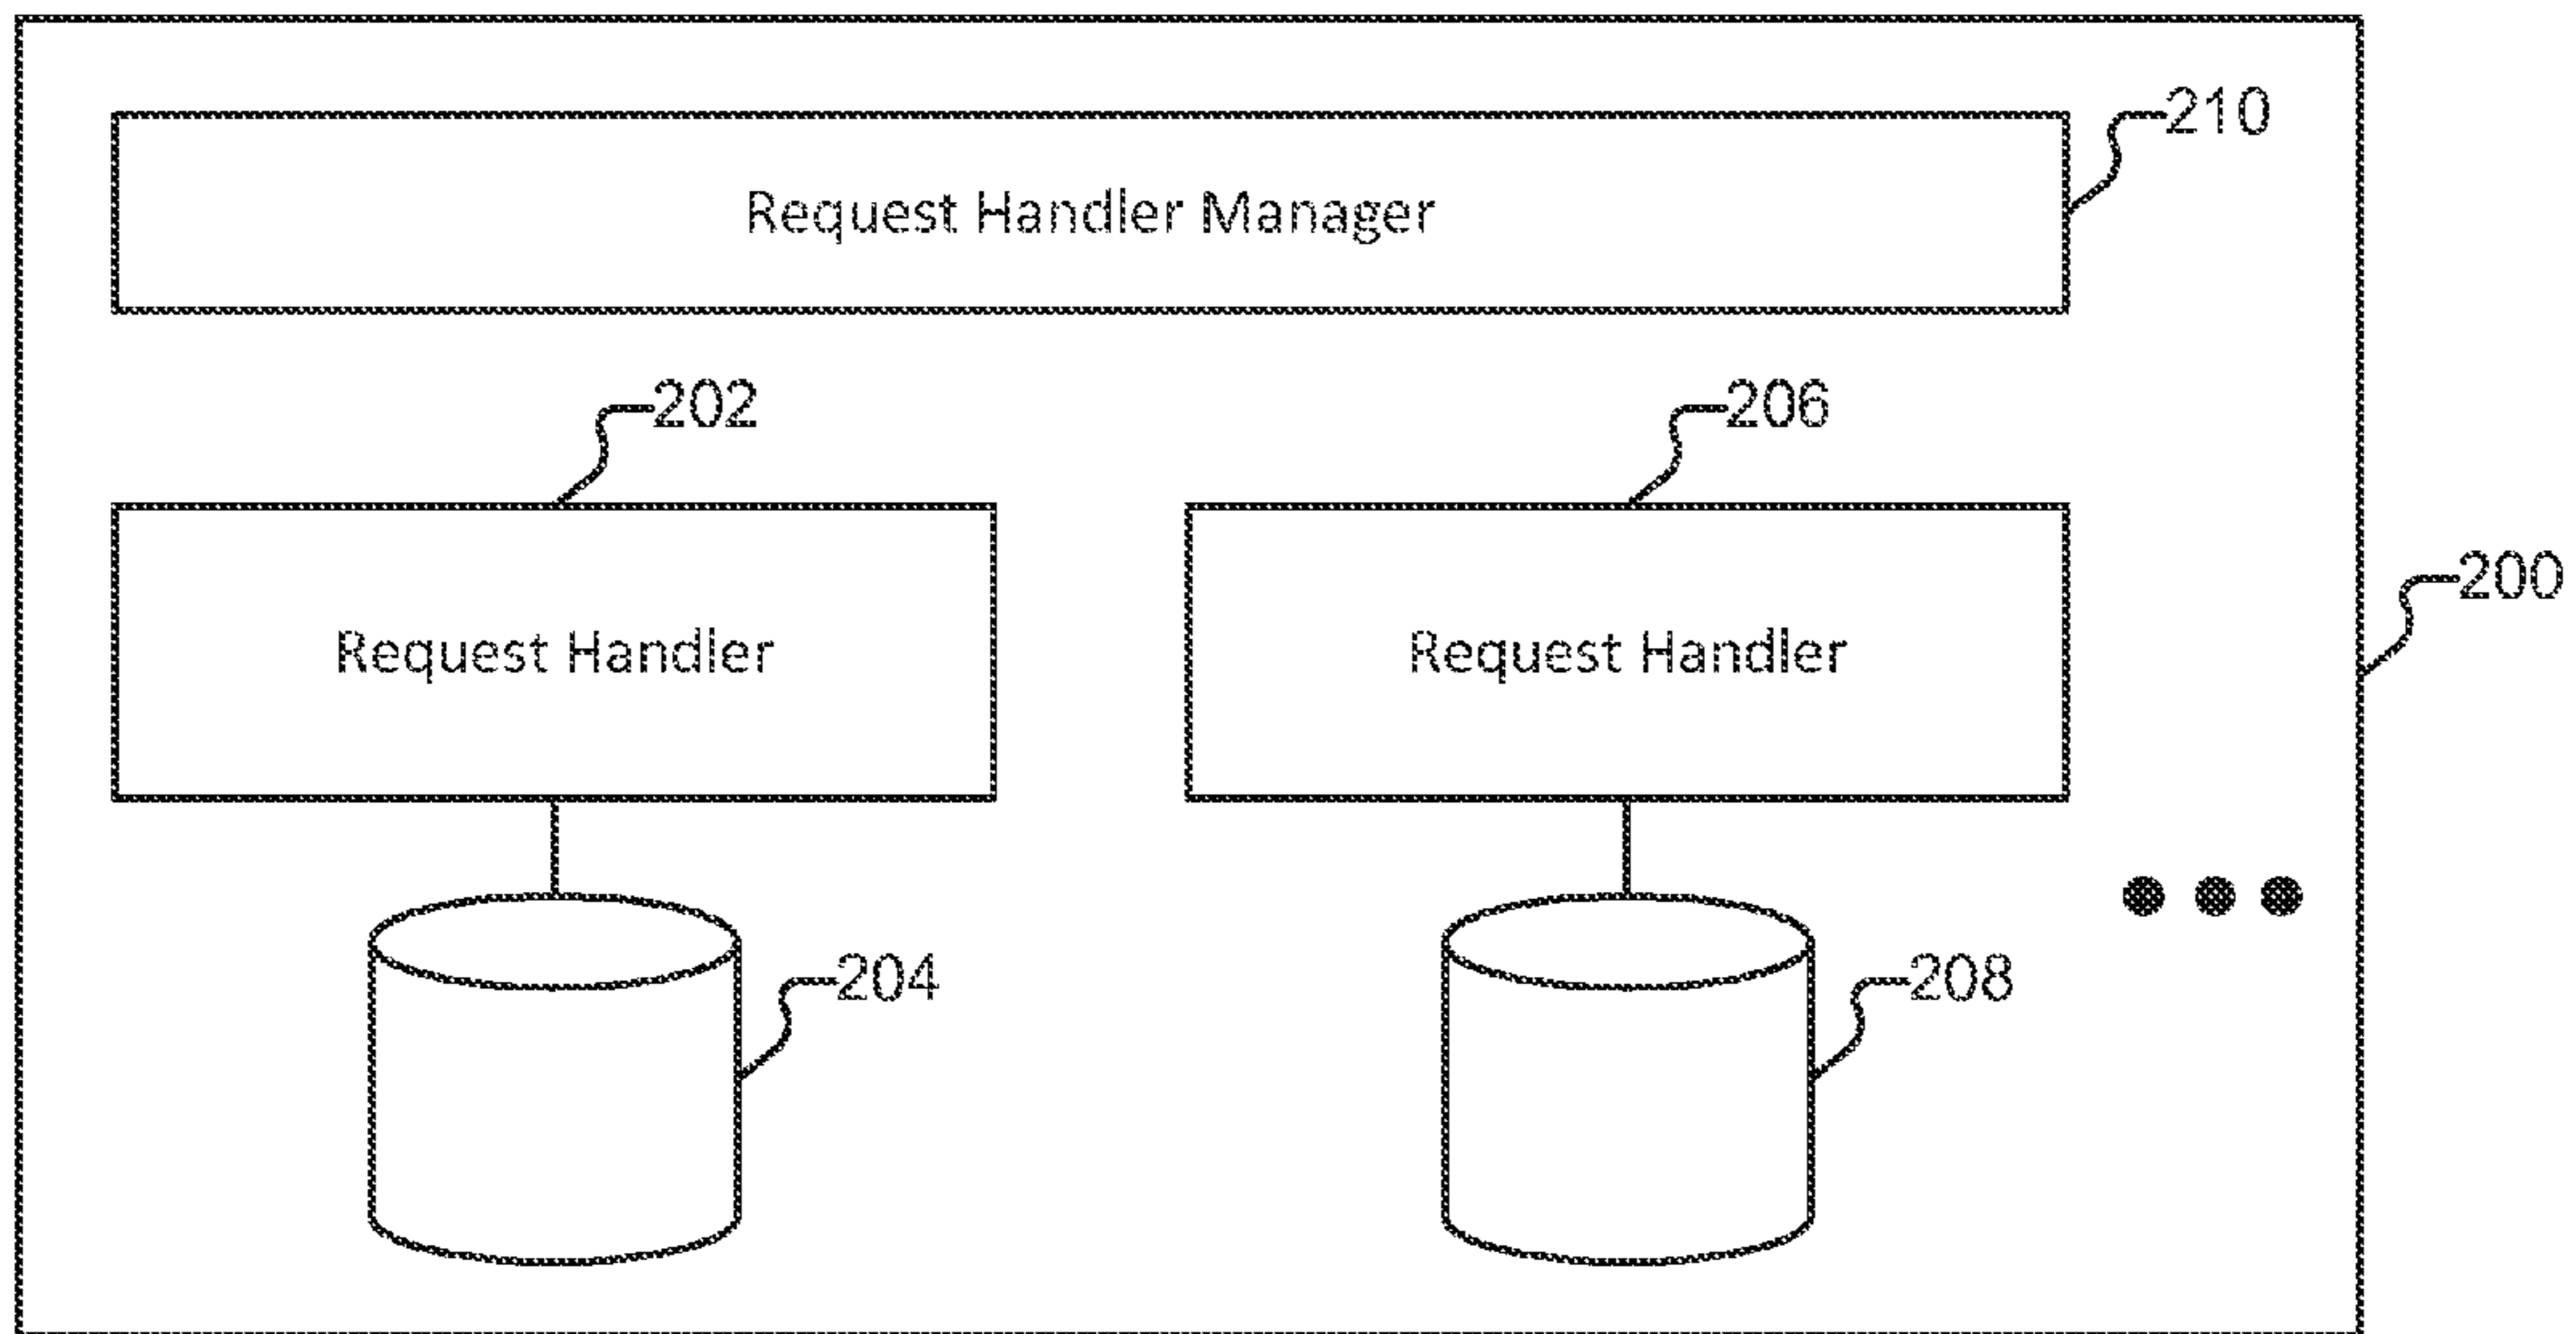 210
Request Handler Manager
202
206
Request Handler
Request Handler
200
204
208